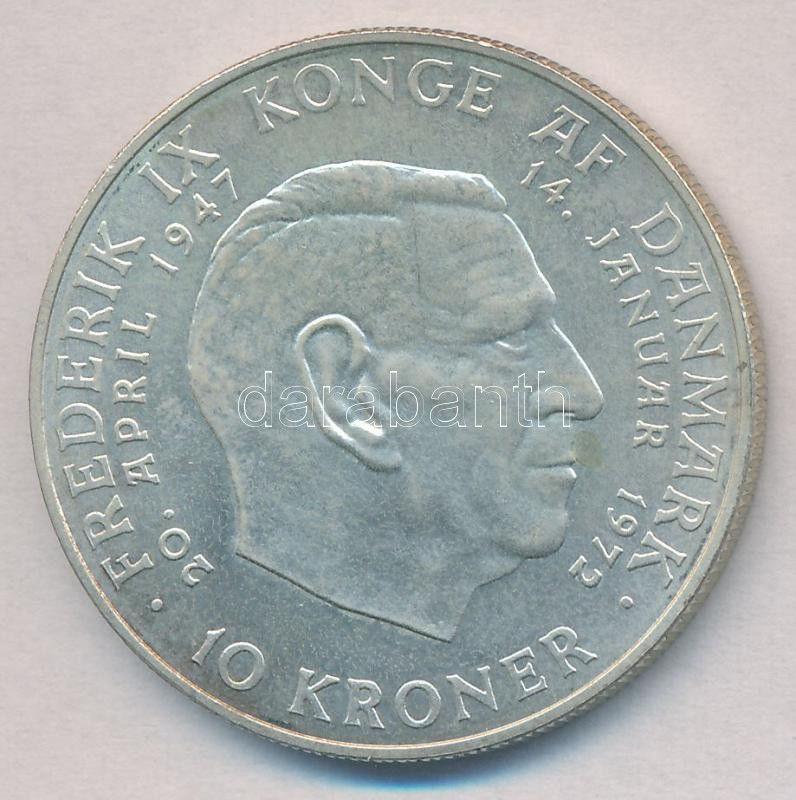 · FREDERIK IX KONGE AF DANMARK ·
20. APRIL 1947
14. JANUAR 1972
10 KRONER
darabanth